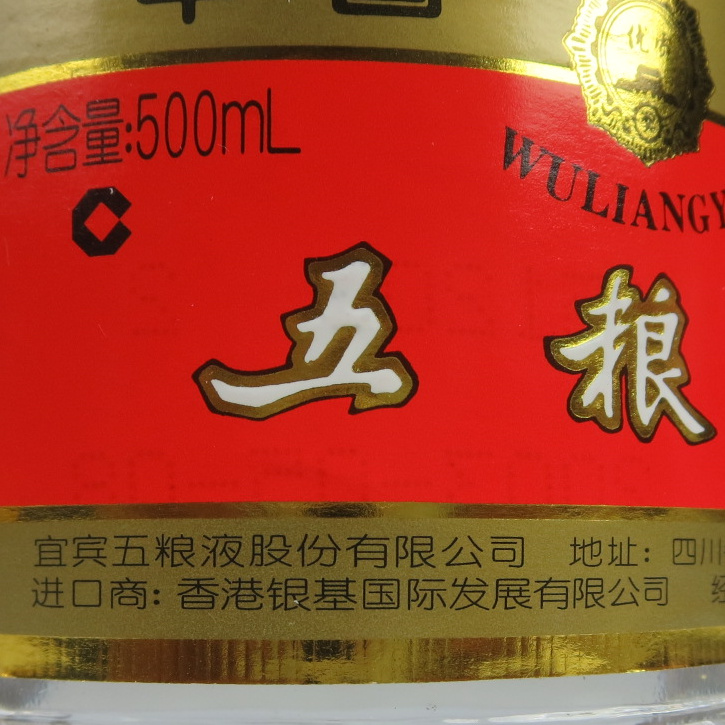 净含量:500mL
WULIANGY
五粮
宜宾五粮液股份有限公司 地址: 四川
进口商: 香港银基国际发展有限公司